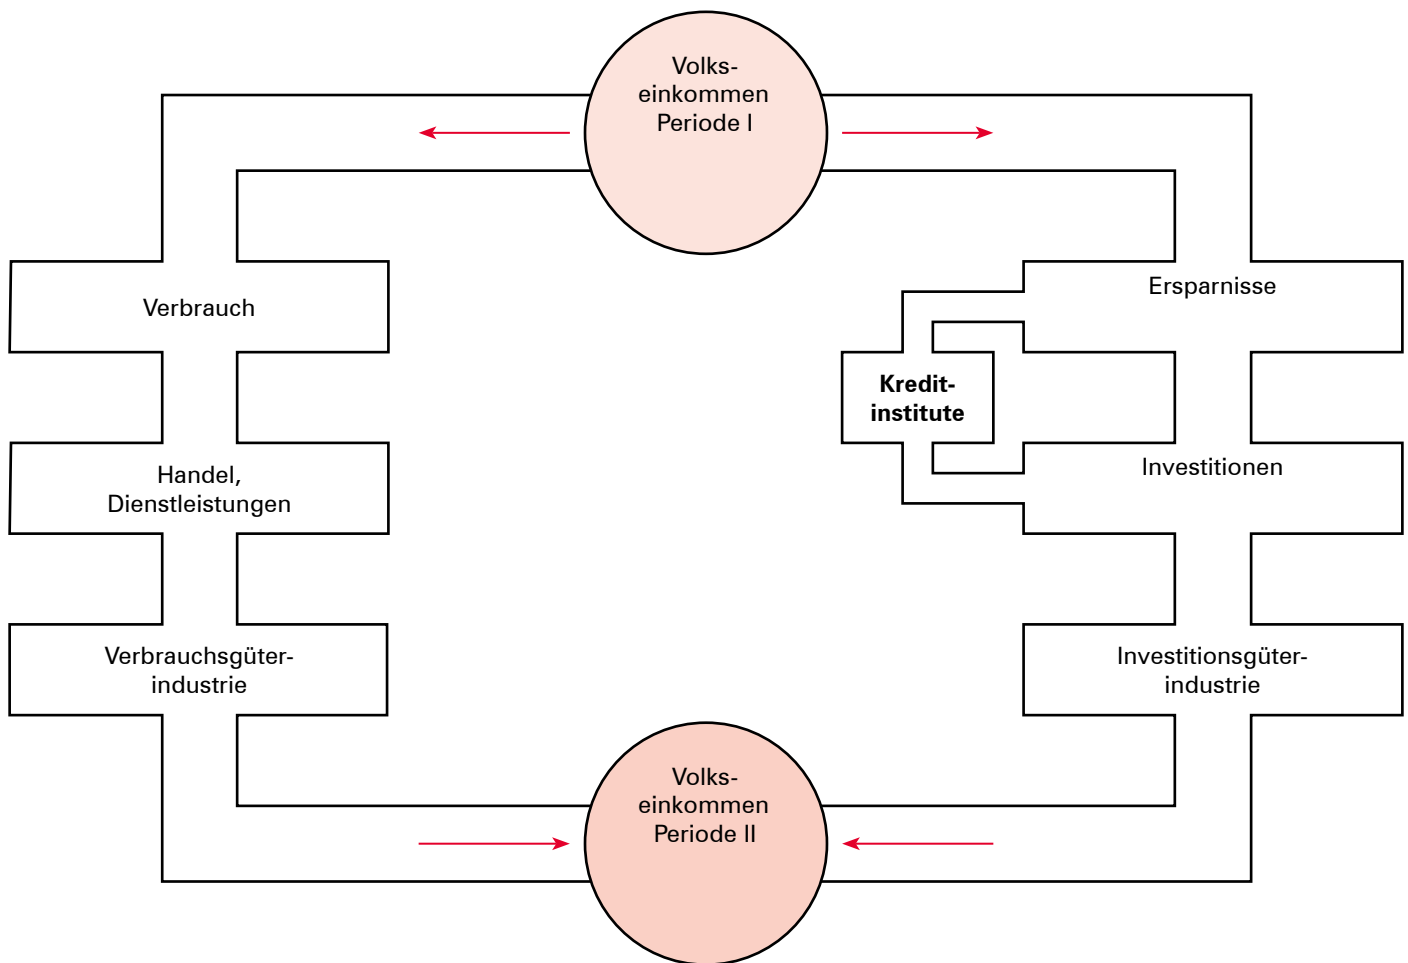 Volks-
einkommen
Periode I
Verbrauch
Handel,
Dienstleistungen
Verbrauchsgüter-
industrie
Ersparnisse
Kredit-
institute
Investitionen
Investitionsgüter-
industrie
Volks-
einkommen
Periode II